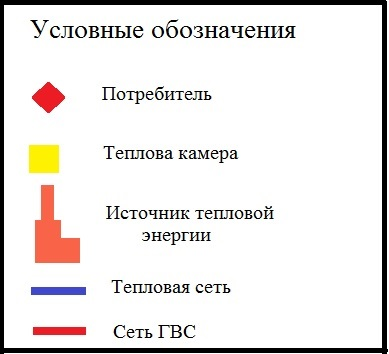 Условные обозначения
Потребитель
Теплова камера
Источник тепловой
энергии
Тепловая сеть
Сеть ГВС